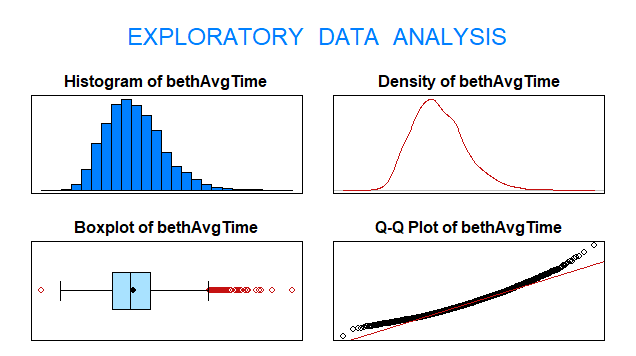 EXPLORATORY DATA ANALYSIS
Histogram of bethAvgTime
Density of bethAvgTime
Boxplot of bethAvgTime
Q-Q Plot of bethAvgTime